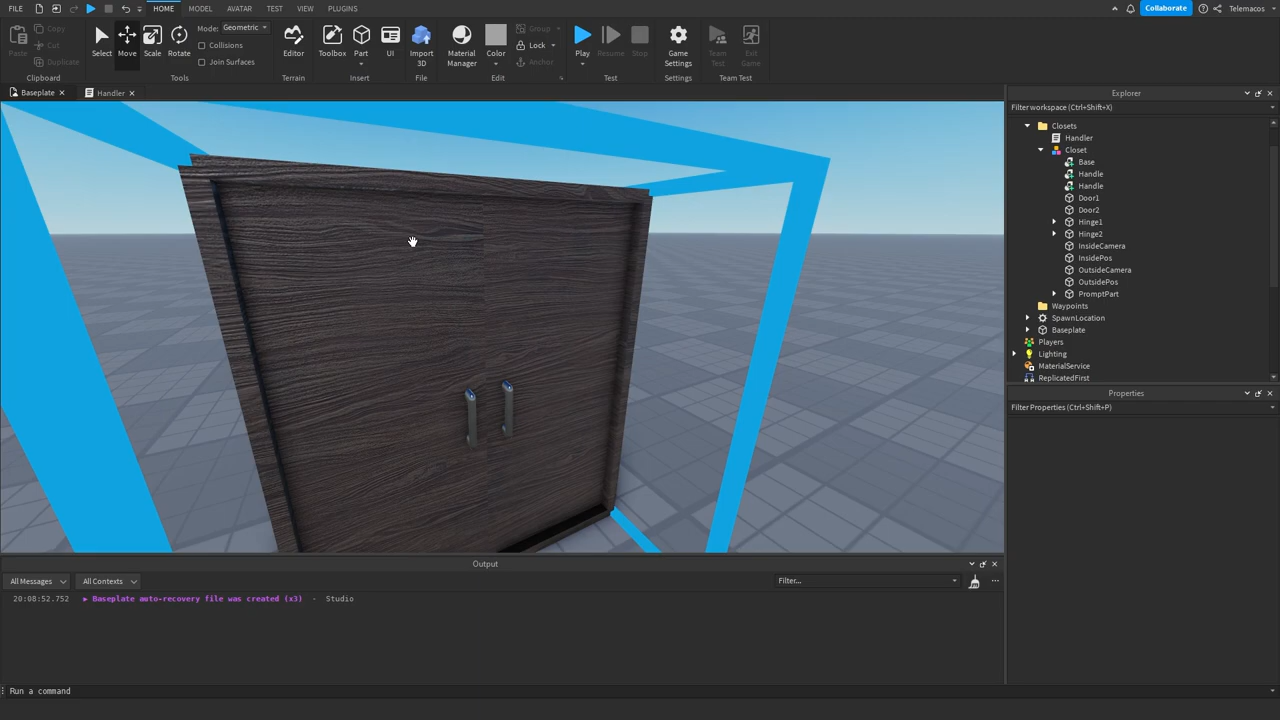 FILE
HOME
MODEL
AVATAR
TEST
VIEW
PLUGINS
Collaborate
Telemacos
Paste
Copy
Cut
Duplicate
Clipboard
Select
Move
Scale
Rotate
Mode: Geometric
Collisions
Join Surfaces
Tools
Editor
Terrain
Toolbox
Part
UI
Insert
Import
3D
File
Material
Manager
Color
Group
Lock
Anchor
Edit
Play
Resume
Stop
Test
Game
Settings
Settings
Team
Test
Exit
Game
Team Test
Baseplate
Handler
Explorer
Filter workspace (Ctrl+Shift+X)
Closets
Handler
Closet
Base
Handle
Handle
Door1
Door2
Hinge1
Hinge2
InsideCamera
InsidePos
OutsideCamera
OutsidePos
PromptPart
Waypoints
SpawnLocation
Baseplate
Players
Lighting
MaterialService
ReplicatedFirst
Properties
Filter Properties (Ctrl+Shift+P)
Output
All Messages
All Contexts
Filter...
20:08:52.752 Baseplate auto-recovery file was created (x3) - Studio
Run a command